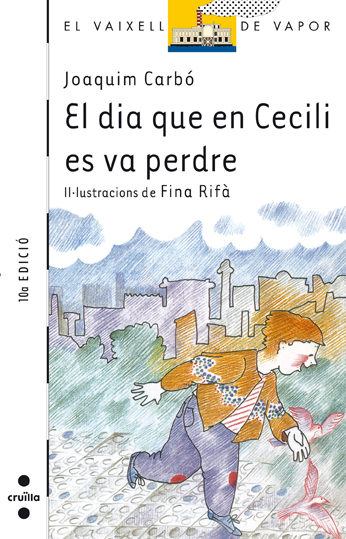 EL VAIXELL DE VAPOR
Joaquim Carbó
El dia que en Cecili
es va perdre
Il·lustracions de Fina Rifà
10a EDICIÓ
cruïlla